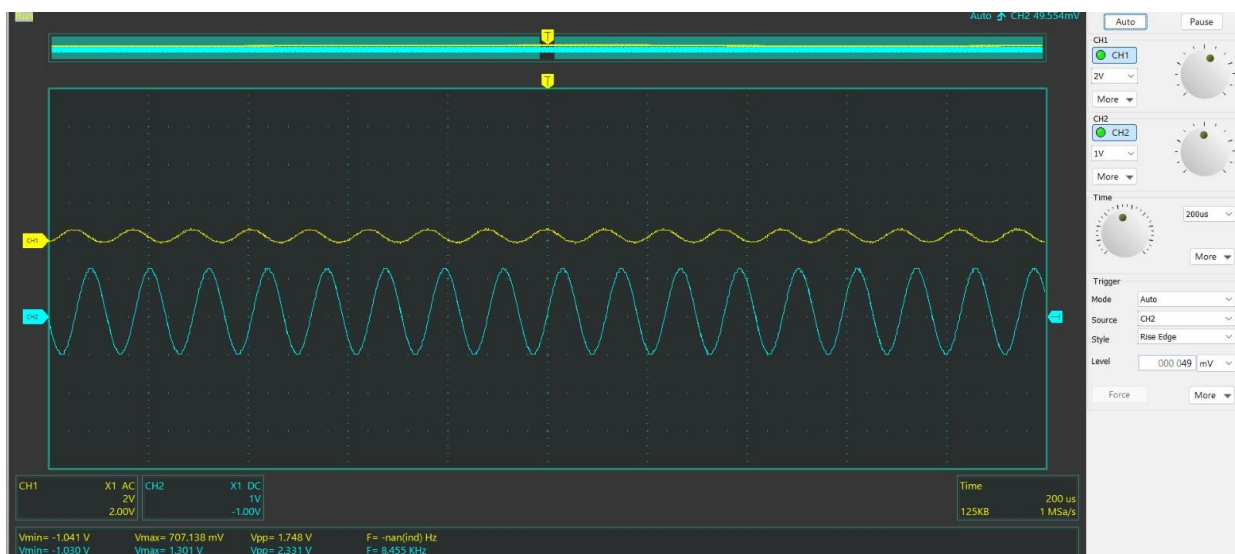 Run
Auto CH2 49.554mV
T
T
CH1
CH2
CH1 X1 AC
2V
2.00V
CH2 X1 DC
1V
-1.00V
Time
200 us
125KB 1 MSa/s
Vmin= -1.041 V Vmax= 707.138 mV Vpp= 1.748 V F= -nan(ind) Hz
Vmin= -1.030 V Vmax= 1.301 V Vpp= 2.331 V F= 8.455 KHz
Auto Pause
CH1
CH1
2V
More
CH2
CH2
1V
More
Time
200us
More
Trigger
Mode Auto
Source CH2
Style Rise Edge
Level 000 049 mV
Force More